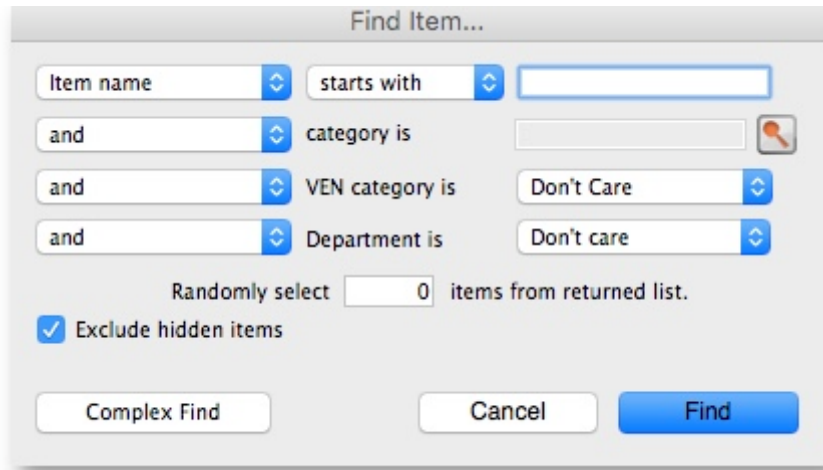 Find Item...
Item name starts with
and category is
and VEN category is Don't Care
and Department is Don't care
Randomly select 0 items from returned list.
Exclude hidden items
Complex Find Cancel Find